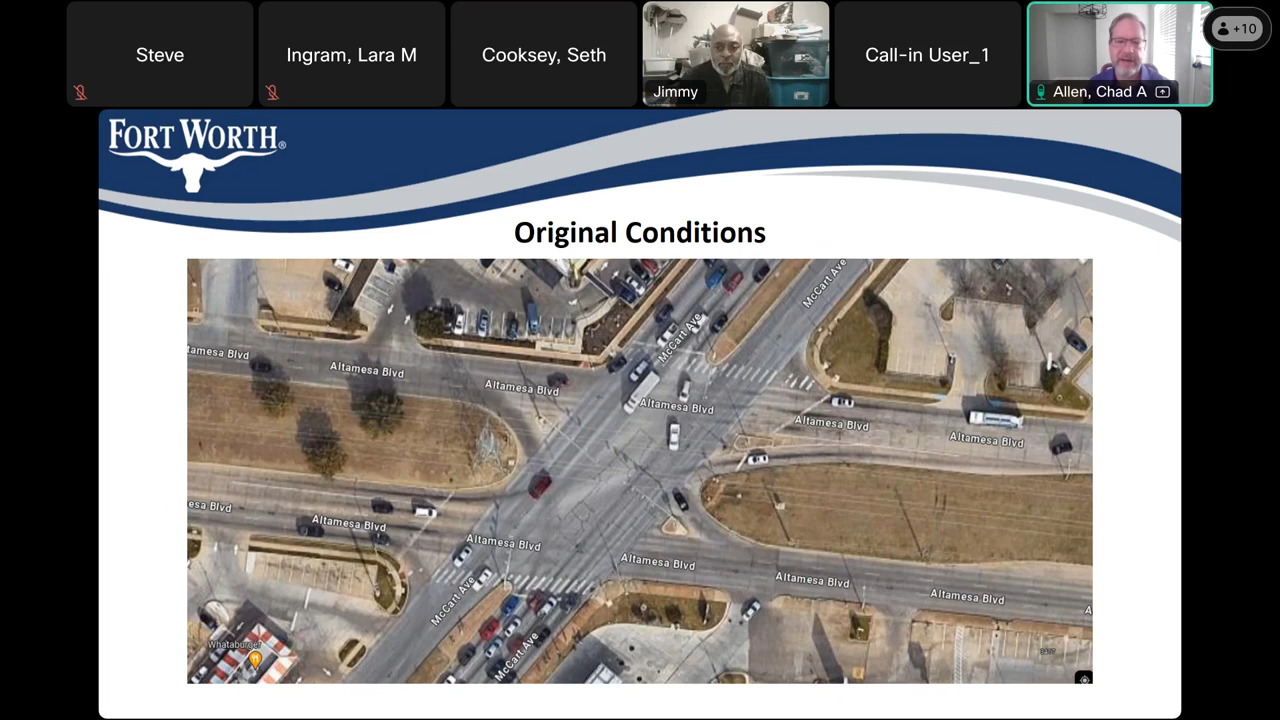 Steve
Ingram, Lara M
Cooksey, Seth
Jimmy
Call-in User_1
Allen, Chad A
+10
FORT WORTH®
Original Conditions
McCart Ave
McCart Ave
tamesa Blvd
Altamesa Blvd
Altamesa Blvd
Altamesa Blvd
Altamesa Blvd
Altamesa Blvd
esa Blvd
Altamesa Blvd
Altamesa Blvd
Altamesa Blvd
Altamesa Blvd
Altamesa Blvd
A
McCart Ave
McCart Ave
Whataburger